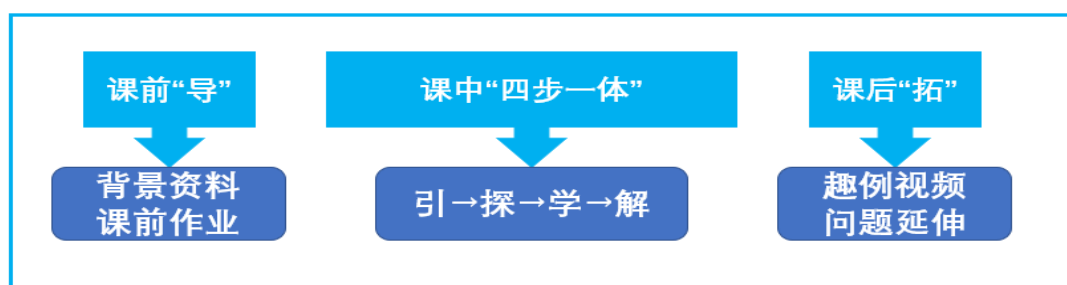 课前“导”
课中“四步一体”
课后“拓”
背景资料
课前作业
引→探→学→解
趣例视频
问题延伸